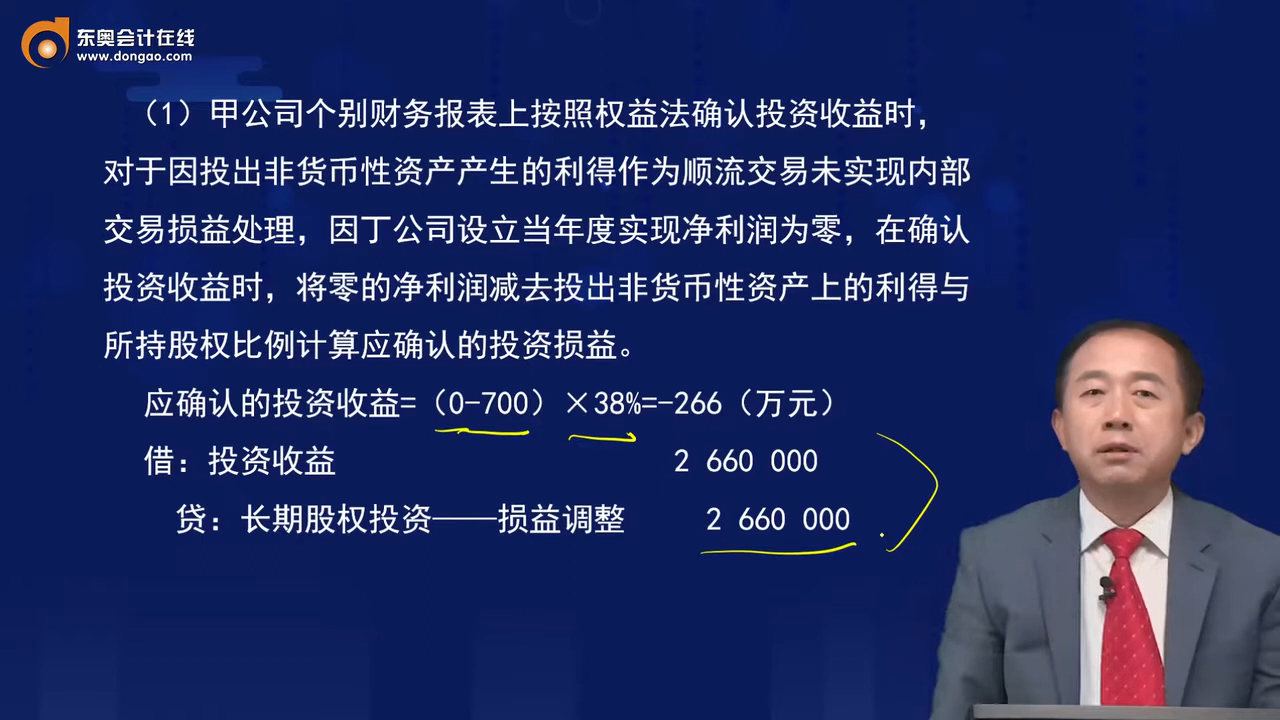 东奥会计在线
www.dongao.com
（1）甲公司个别财务报表上按照权益法确认投资收益时，
对于因投出非货币性资产产生的利得作为顺流交易未实现内部
交易损益处理，因丁公司设立当年度实现净利润为零，在确认
投资收益时，将零的净利润减去投出非货币性资产上的利得与
所持股权比例计算应确认的投资损益。
应确认的投资收益=（0-700）×38%=-266（万元）
借：投资收益 2 660 000
贷：长期股权投资——损益调整 2 660 000